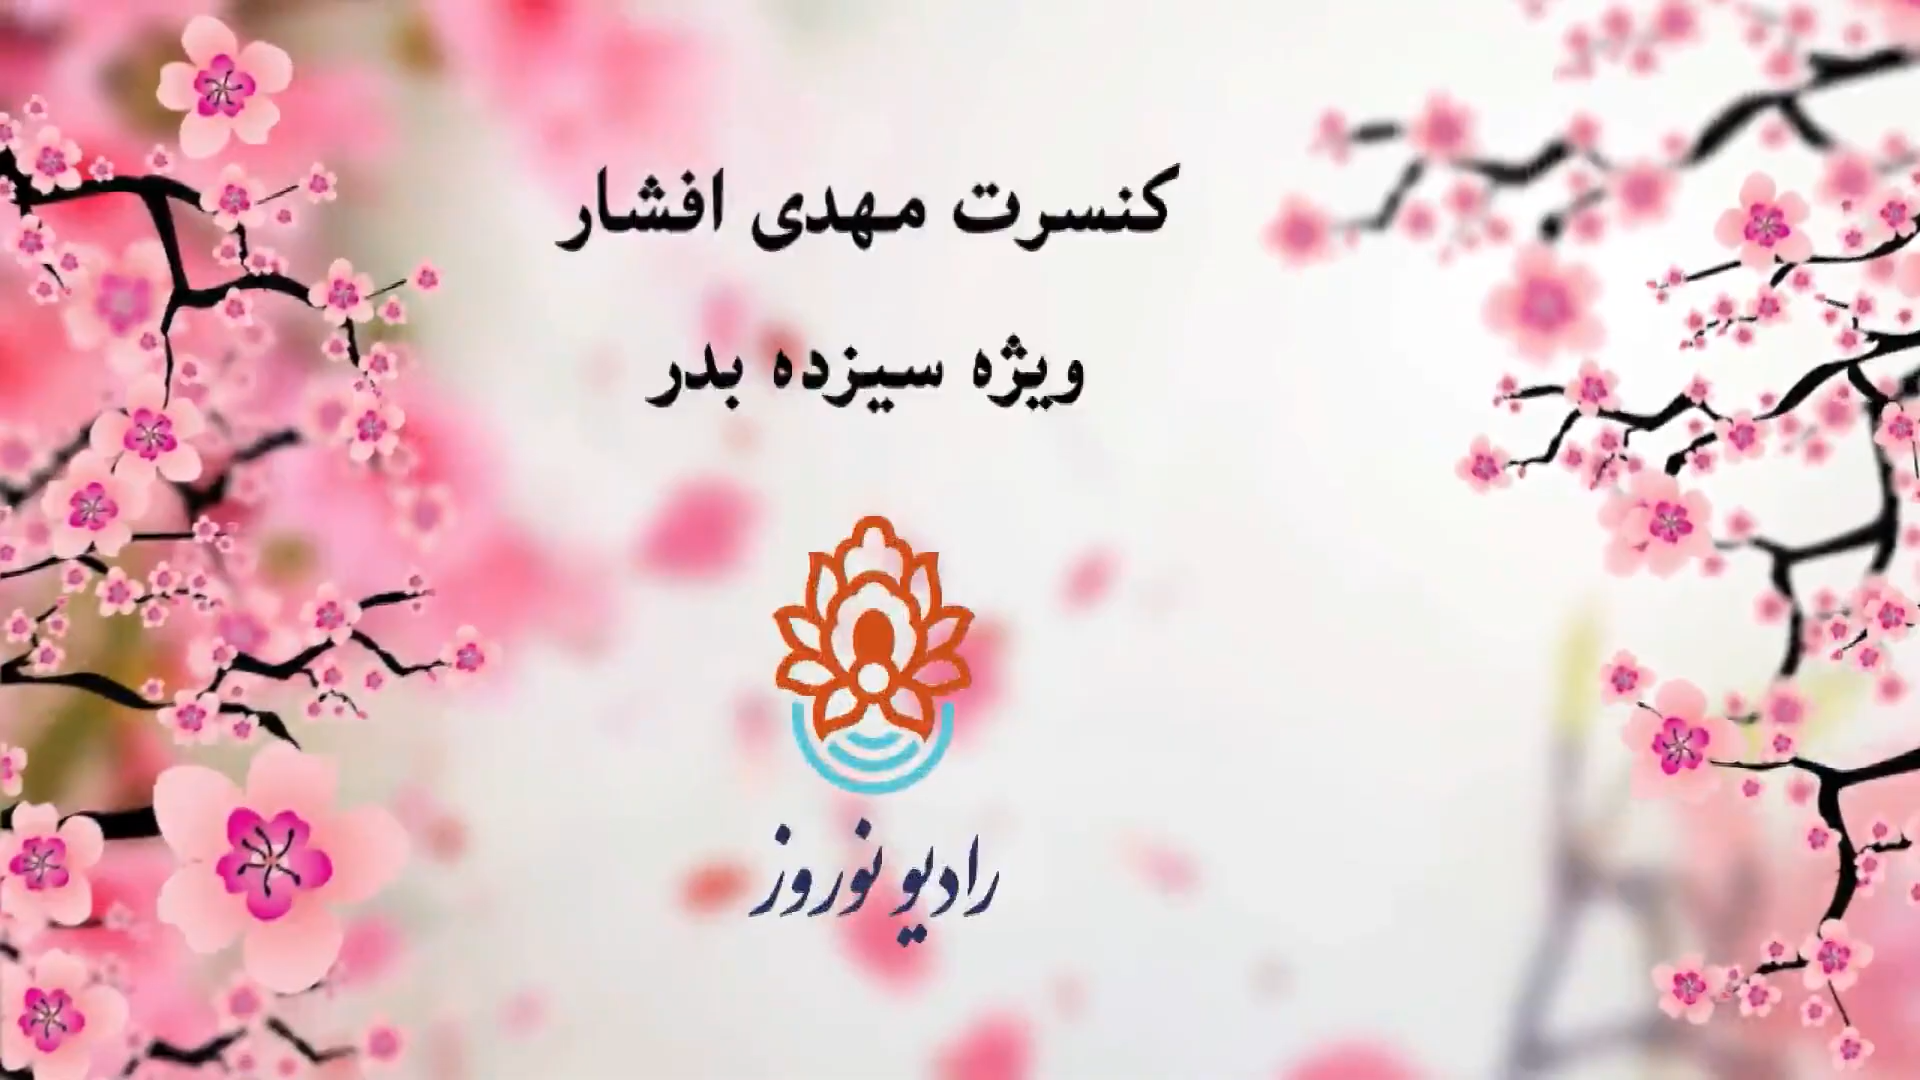 کنسرت مهدی افشار
ویژه سیزده بدر
رادیو نوروز